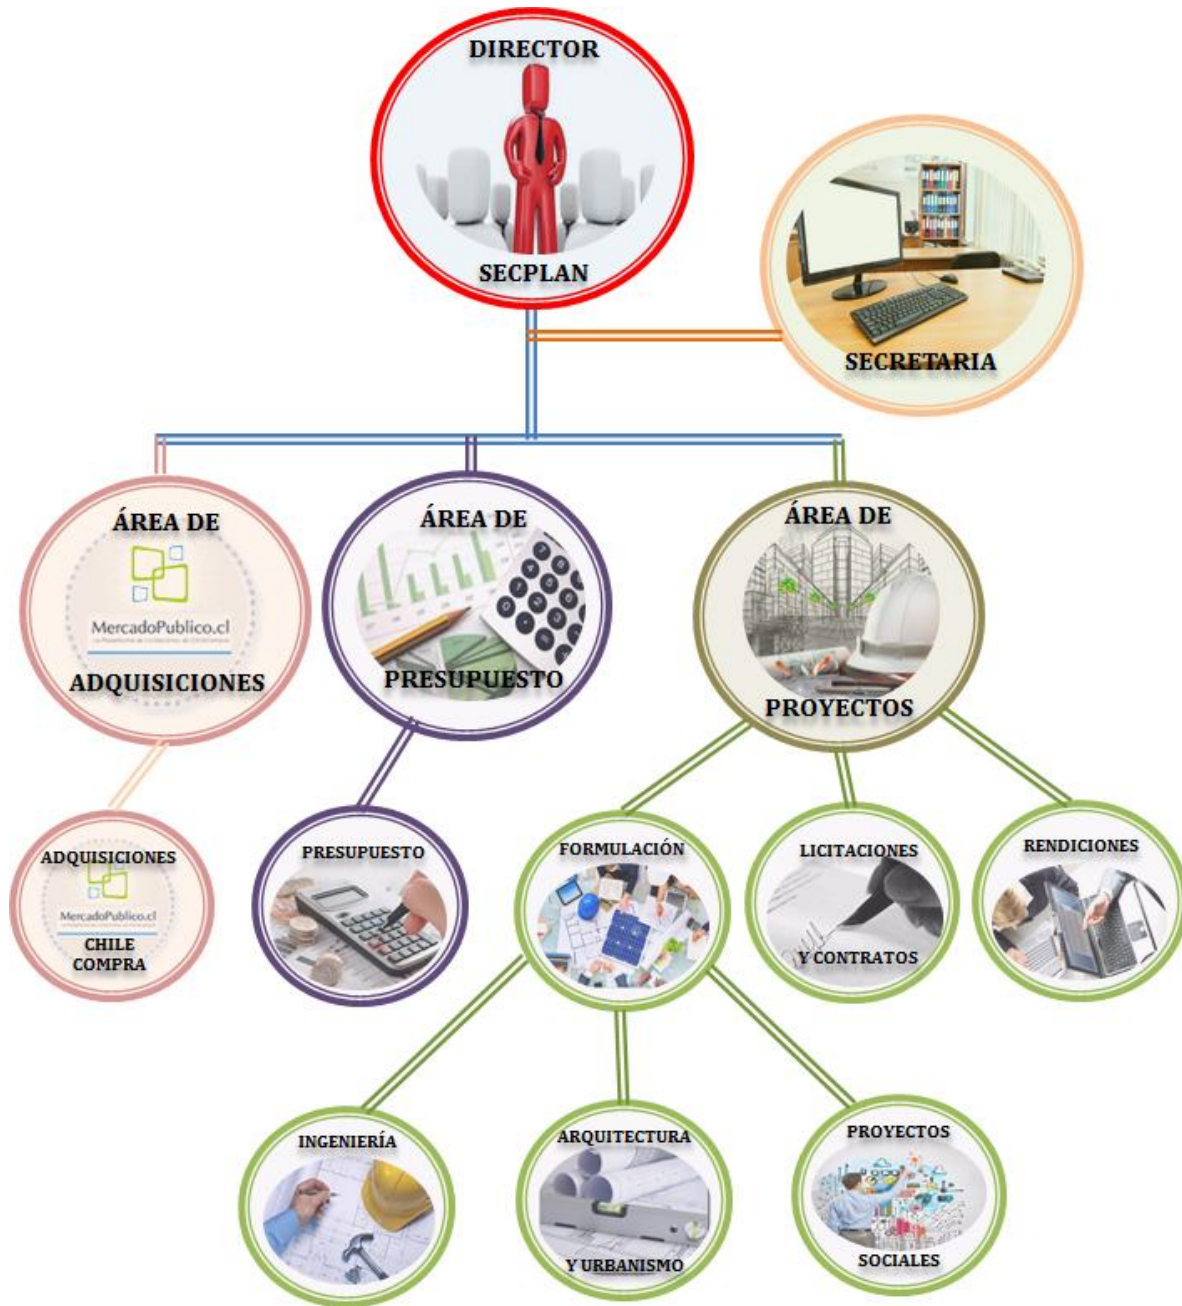 DIRECTOR
SECPLAN
SECRETARIA
ÁREA DE
MercadoPublico.cl
ADQUISICIONES
ÁREA DE
PRESUPUESTO
ÁREA DE
PROYECTOS
ADQUISICIONES
MercadoPublico.cl
CHILE
COMPRA
PRESUPUESTO
FORMULACIÓN
LICITACIONES
Y CONTRATOS
RENDICIONES
INGENIERÍA
ARQUITECTURA
Y URBANISMO
PROYECTOS
SOCIALES